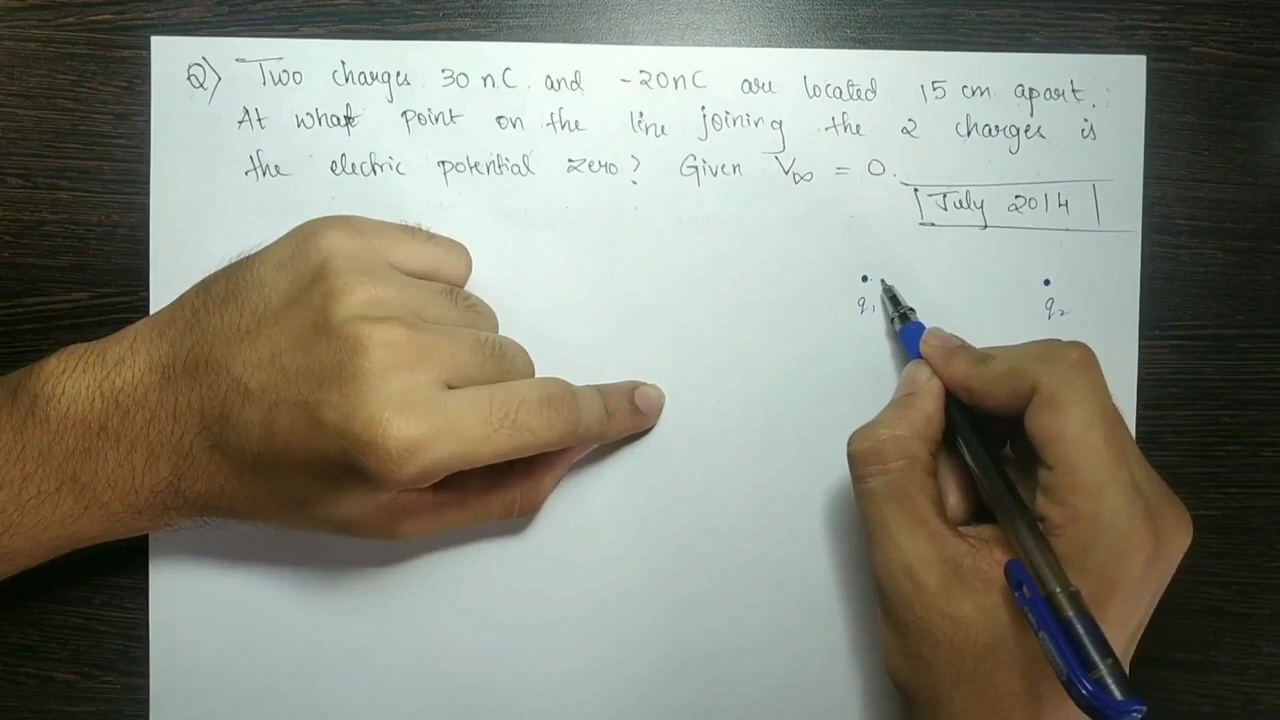 Q) Two charges 30 nC and -20nC are located 15 cm apart.
At what point on the line joining the 2 charges is
the electric potential zero? Given V∞ = 0.
July 2014
q₁ q₂